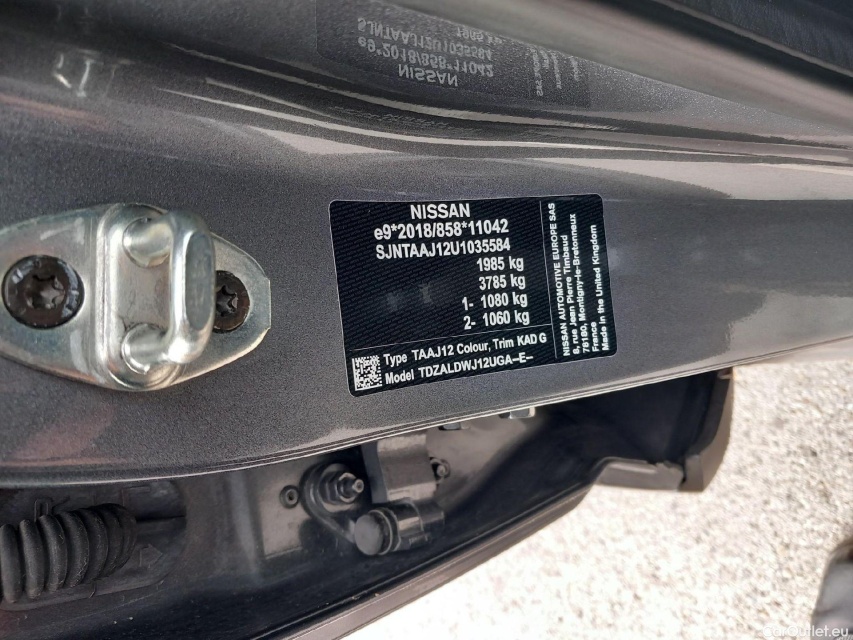 NISSAN
e9*2018/858*11042
SJNTAAJ12U1035584
1985 kg
3785 kg
1- 1080 kg
2- 1060 kg
Type TAAJ12 Colour, Trim KAD G
Model TDZALDWJ12UGA-E-
NISSAN AUTOMOTIVE EUROPE SAS
8, rue Jean Pierre Timbaud
78180, Montigny-le-Bretonneux
France
Made in the United Kingdom